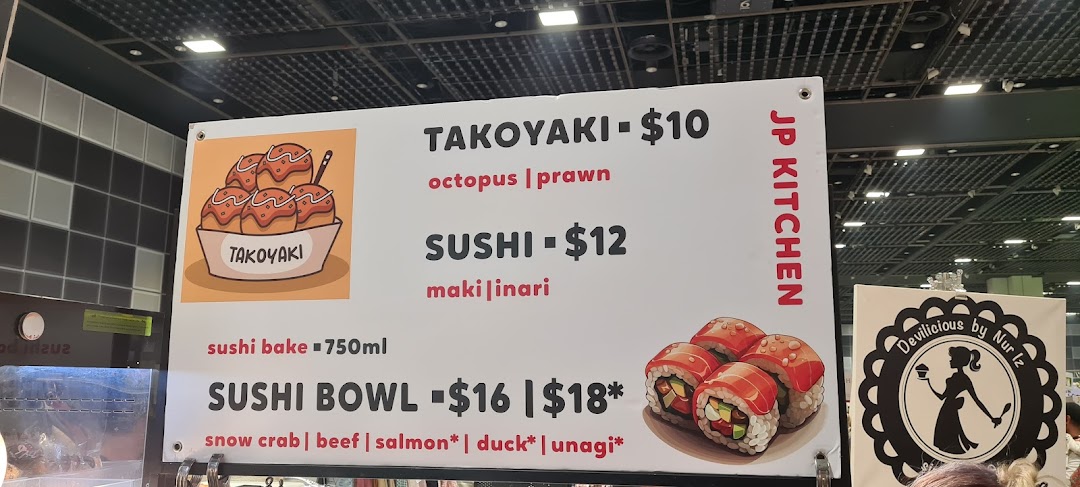 TAKOYAKI ▪ $10
octopus | prawn
SUSHI ▪ $12
maki|inari
JP KITCHEN
TAKOYAKI
sushi bake ▪750ml
SUSHI BOWL ▪$16 | $18*
snow crab | beef | salmon* | duck* | unagi*
Devilicious by Nur Iz